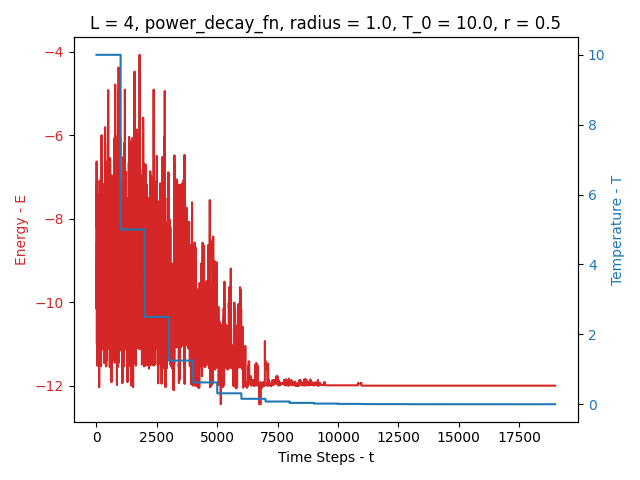 L = 4, power_decay_fn, radius = 1.0, T_0 = 10.0, r = 0.5
−4
−6
−8
−10
−12
Energy - E
10
8
6
4
2
0
Temperature - T
0 2500 5000 7500 10000 12500 15000 17500
Time Steps - t